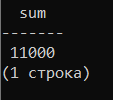 sum
-------
11000
(1 строка)